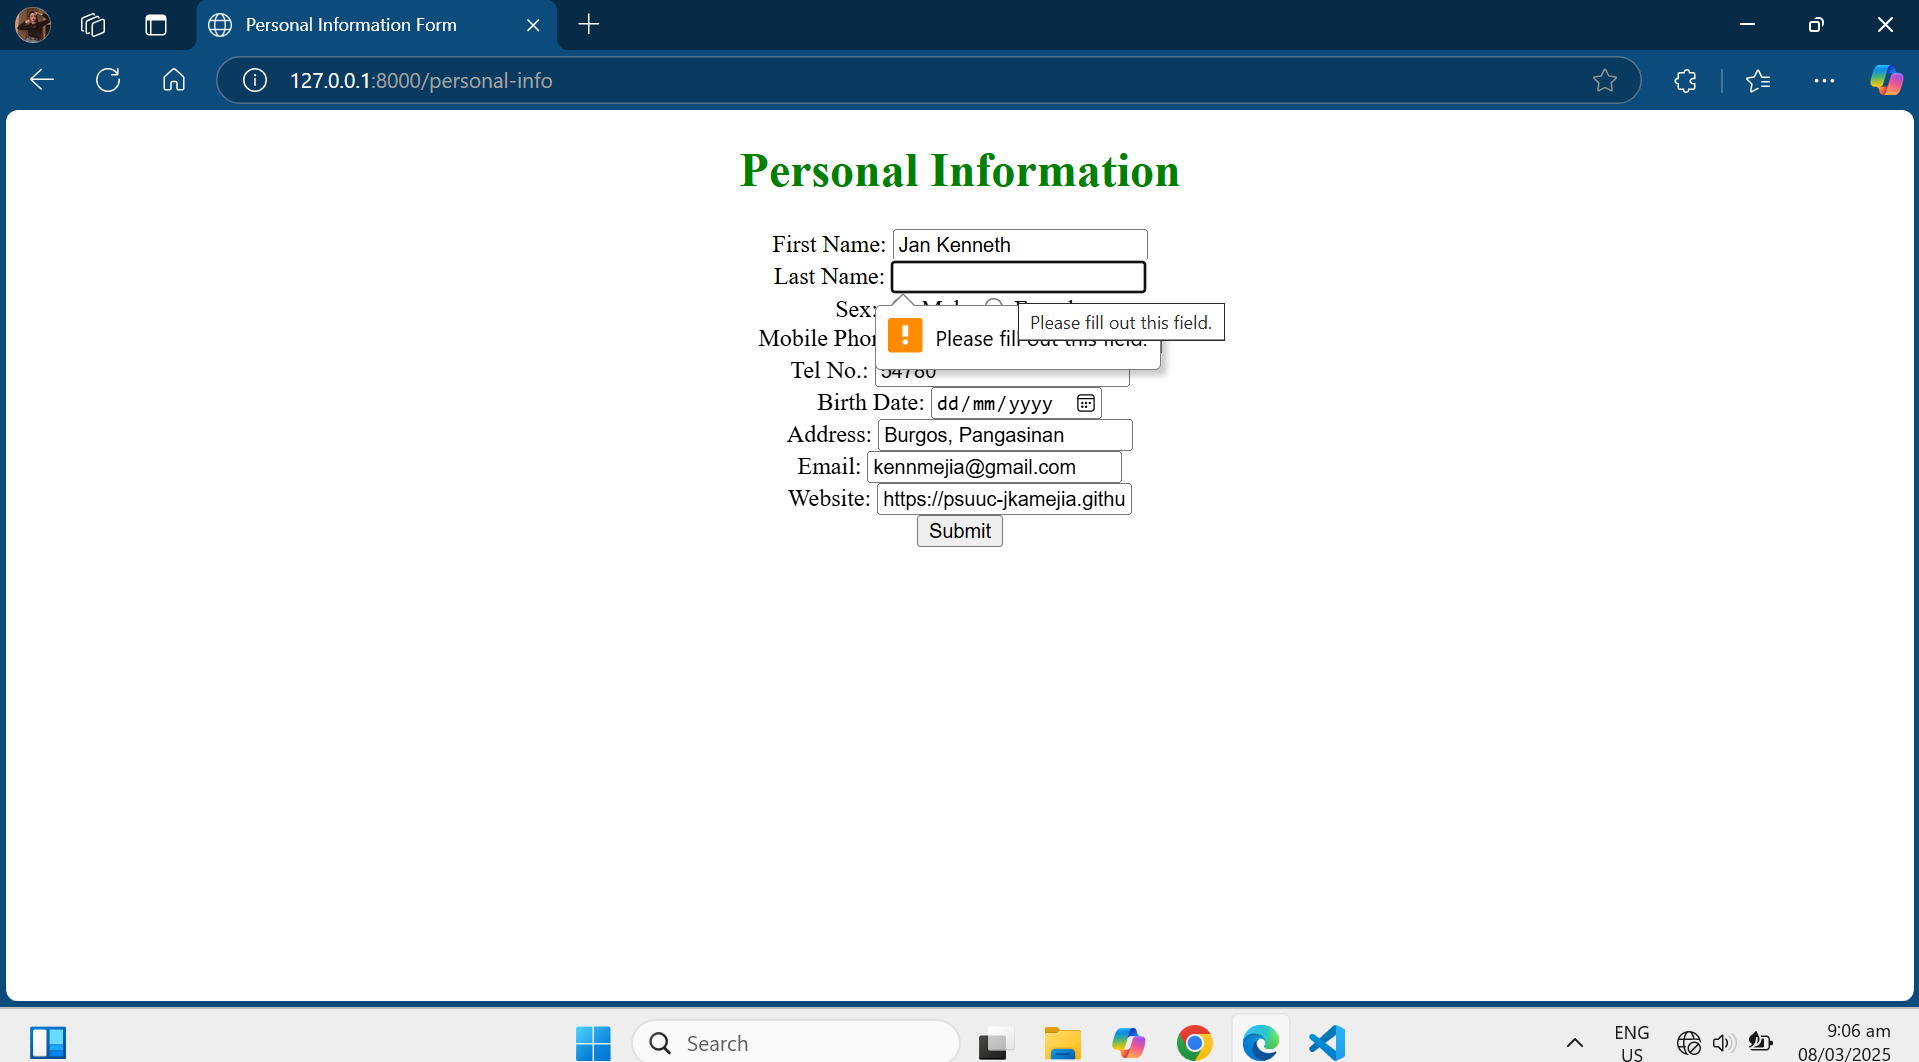 Personal Information Form
127.0.0.1:8000/personal-info
Personal Information
First Name: Jan Kenneth
Last Name:
Sex:
Please fill out this field.
Mobile Phon
Please fill out this field.
Tel No.: 54780
Birth Date: dd/mm/yyyy
Address: Burgos, Pangasinan
Email: kennmejia@gmail.com
Website: https://psuuc-jkamejia.githu
Submit
Search
ENG
US
9:06 am
08/03/2025